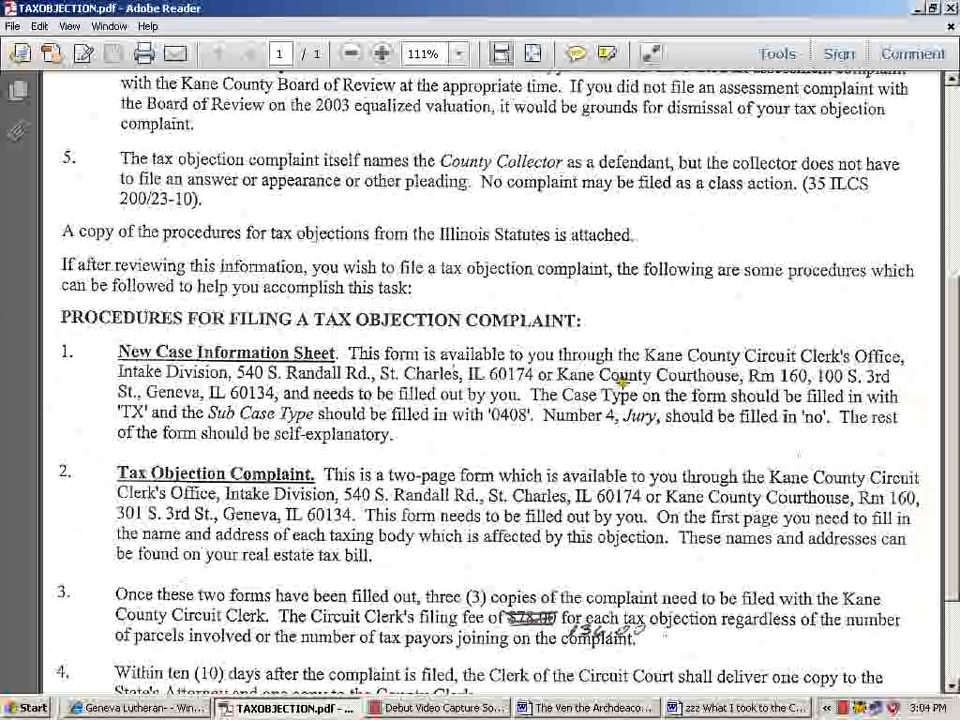 TAXOBJECTION.pdf - Adobe Reader
File Edit View Window Help
1 / 1 111% Tools Sign Comment
with the Kane County Board of Review at the appropriate time. If you did not file an assessment complaint with
the Board of Review on the 2003 equalized valuation, it would be grounds for dismissal of your tax objection
complaint.
5. The tax objection complaint itself names the County Collector as a defendant, but the collector does not have
to file an answer or appearance or other pleading. No complaint may be filed as a class action. (35 ILCS
200/23-10).
A copy of the procedures for tax objections from the Illinois Statutes is attached.
If after reviewing this information, you wish to file a tax objection complaint, the following are some procedures which
can be followed to help you accomplish this task:
PROCEDURES FOR FILING A TAX OBJECTION COMPLAINT:
1. New Case Information Sheet. This form is available to you through the Kane County Circuit Clerk's Office,
Intake Division, 540 S. Randall Rd., St. Charles, IL 60174 or Kane County Courthouse, Rm 160, 100 S. 3rd
St., Geneva, IL 60134, and needs to be filled out by you. The Case Type on the form should be filled in with
'TX' and the Sub Case Type should be filled in with '0408'. Number 4, Jury, should be filled in 'no'. The rest
of the form should be self-explanatory.
2. Tax Objection Complaint. This is a two-page form which is available to you through the Kane County Circuit
Clerk's Office, Intake Division, 540 S. Randall Rd., St. Charles, IL 60174 or Kane County Courthouse, Rm 160,
301 S. 3rd St., Geneva, IL 60134. This form needs to be filled out by you. On the first page you need to fill in
the name and address of each taxing body which is affected by this objection. These names and addresses can
be found on your real estate tax bill.
3. Once these two forms have been filled out, three (3) copies of the complaint need to be filed with the Kane
County Circuit Clerk. The Circuit Clerk's filing fee of $78.00 for each tax objection regardless of the number
of parcels involved or the number of tax payors joining on the complaint.
4. Within ten (10) days after the complaint is filed, the Clerk of the Circuit Court shall deliver one copy to the
State's Attorney and one copy to the County Clerk
Start Geneva Lutheran-- - Win... TAXOBJECTION.pdf - ... Debut Video Capture So... The Ven the Archdeaco... zzz What I took to the C... 3:04 PM